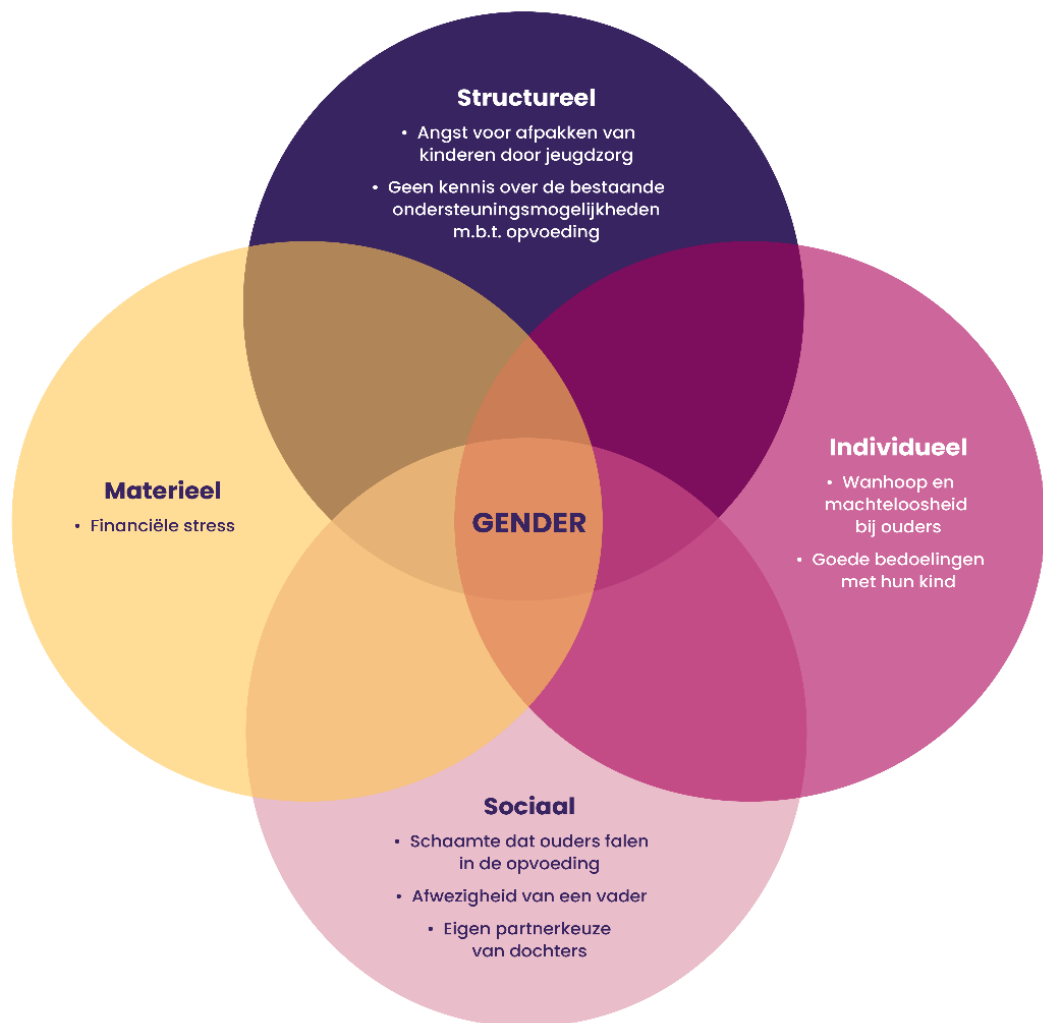 Structureel
• Angst voor afpakken van
kinderen door jeugdzorg
• Geen kennis over de bestaande
ondersteuningsmogelijkheden
m.b.t. opvoeding
Materieel
• Financiële stress
GENDER
Individueel
• Wanhoop en
machteloosheid
bij ouders
• Goede bedoelingen
met hun kind
Sociaal
• Schaamte dat ouders falen
in de opvoeding
• Afwezigheid van een vader
• Eigen partnerkeuze
van dochters